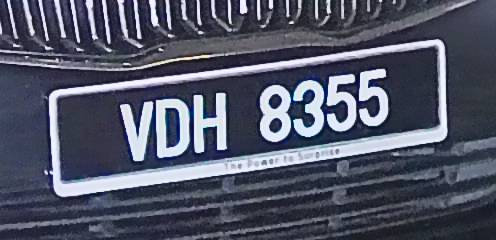 VDH 8355
The Power to Surprise